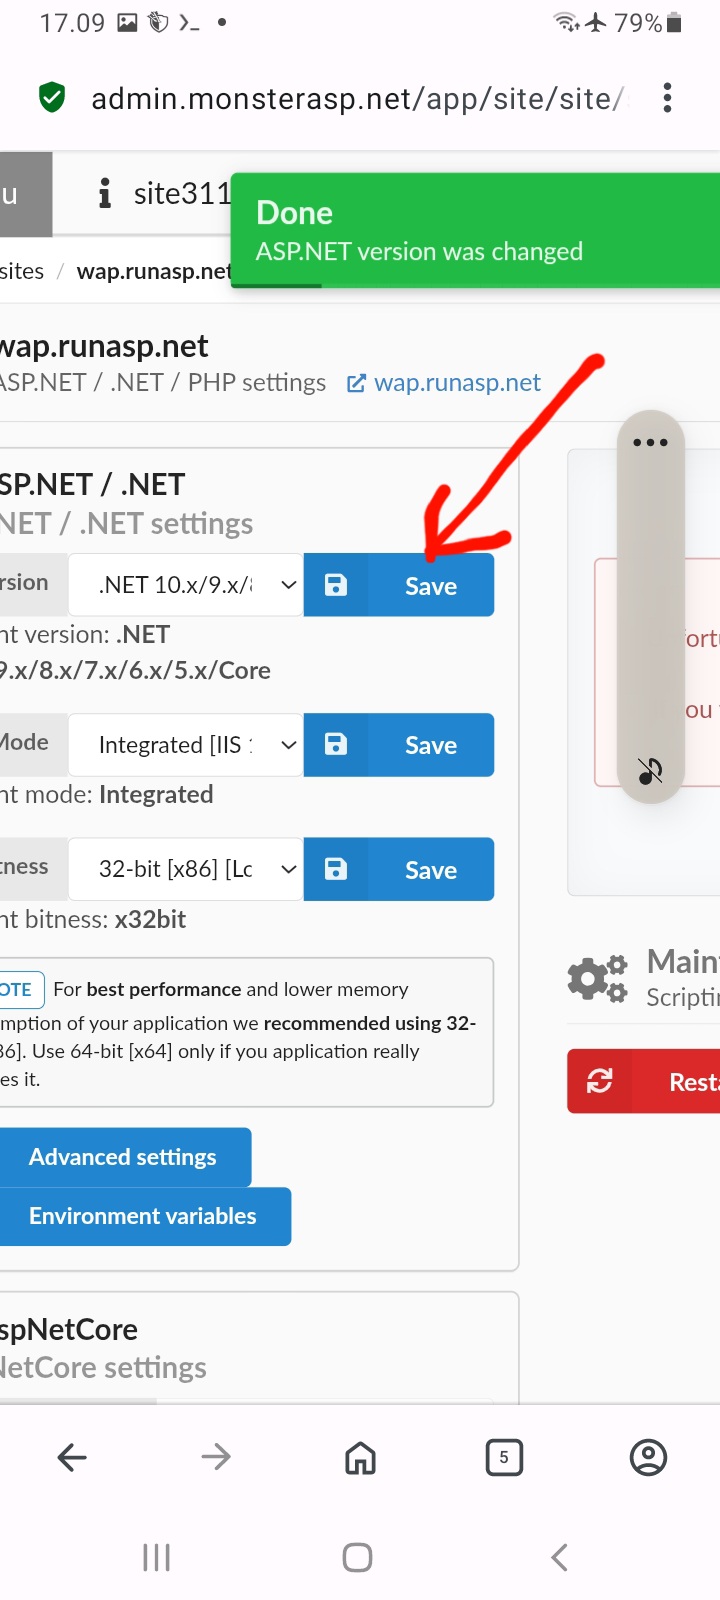 17.09
79%
admin.monsterasp.net/app/site/site/
u
site311
Done
ASP.NET version was changed
sites / wap.runasp.net
wap.runasp.net
ASP.NET / .NET / PHP settings wap.runasp.net
SP.NET / .NET
NET / .NET settings
rsion .NET 10.x/9.x/8 Save
nt version: .NET
9.x/8.x/7.x/6.x/5.x/Core
Mode Integrated [IIS Save
nt mode: Integrated
tness 32-bit [x86] [Lo Save
nt bitness: x32bit
OTE For best performance and lower memory
mption of your application we recommended using 32-
86]. Use 64-bit [x64] only if you application really
es it.
Advanced settings
Environment variables
fortu
ou
Maint
Scriptin
Resta
spNetCore
NetCore settings
5